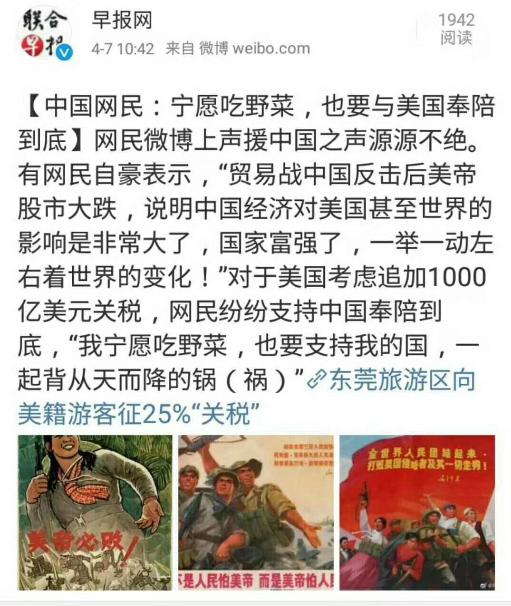 联合
早报
早报网
1942
阅读
4-7 10:42 来自 微博 weibo.com
【中国网民：宁愿吃野菜，也要与美国奉陪
到底】网民微博上声援中国之声源源不绝。
有网民自豪表示，“贸易战中国反击后美帝
股市大跌，说明中国经济对美国甚至世界的
影响是非常大了，国家富强了，一举一动左
右着世界的变化！”对于美国考虑追加1000
亿美元关税，网民纷纷支持中国奉陪到
底，“我宁愿吃野菜，也要支持我的国，一
起背从天而降的锅（祸）”东莞旅游区向
美籍游客征25%“关税”
美帝必败！
不是人民怕美帝 而是美帝怕人民
全世界人民团结起来，
打败美国侵略者及其一切走狗！